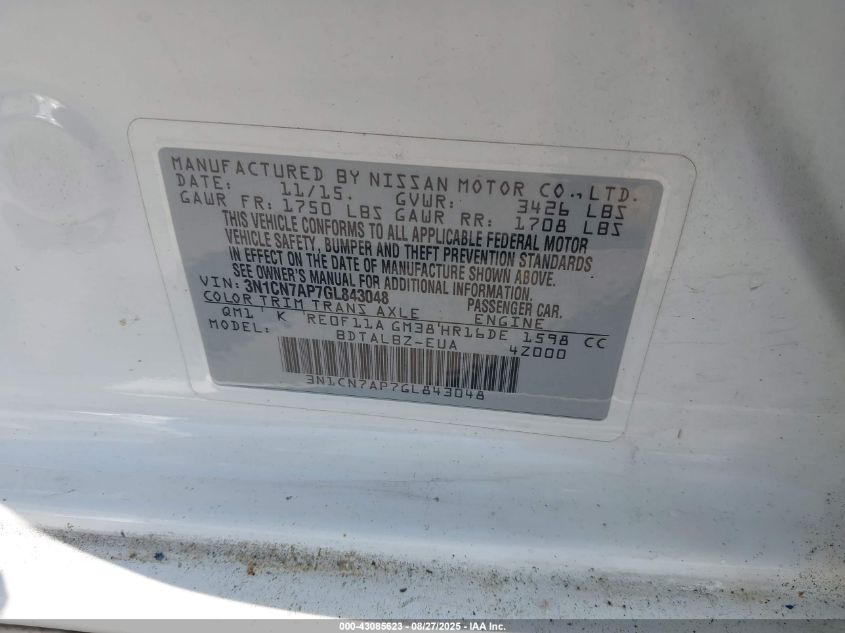 MANUFACTURED BY NISSAN MOTOR CO., LTD.
DATE: 11/15. GVWR: 3426 LBS
GAWR FR: 1750 LBS GAWR RR: 1708 LBS
THIS VEHICLE CONFORMS TO ALL APPLICABLE FEDERAL MOTOR
VEHICLE SAFETY, BUMPER AND THEFT PREVENTION STANDARDS
IN EFFECT ON THE DATE OF MANUFACTURE SHOWN ABOVE.
SEE OWNER'S MANUAL FOR ADDITIONAL INFORMATION.
VIN: 3N1CN7AP7GL843048 PASSENGER CAR.
COLOR TRIM TRANS AXLE ENGINE
QM1 K RE0F11A GM38 HR16DE 1598 CC
MODEL: BDTALBZ-EUA 4Z000
3N1CN7AP7GL843048
000-43085623 - 08/27/2025 - IAA Inc.